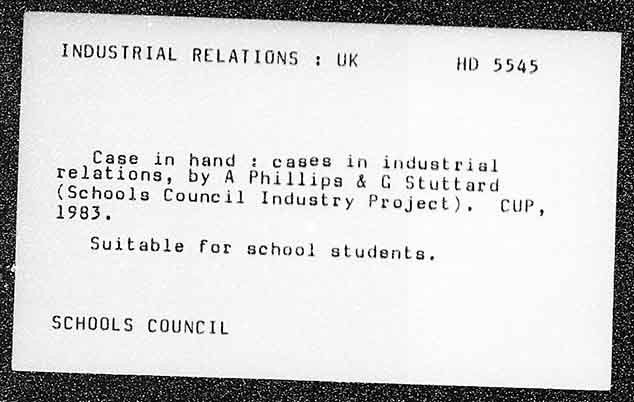 INDUSTRIAL RELATIONS : UK HD 5545
Case in hand : cases in industrial
relations, by A Phillips & G Stuttard
(Schools Council Industry Project). CUP,
1983.
Suitable for school students.
SCHOOLS COUNCIL